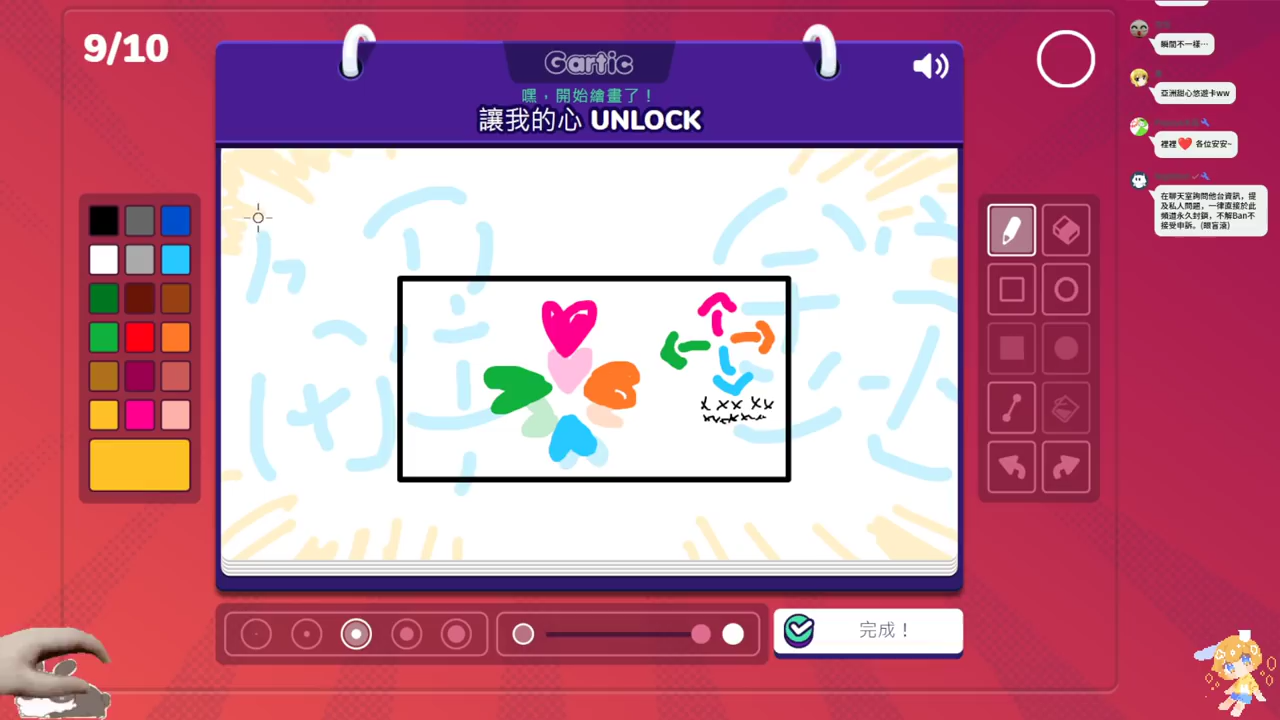 9/10
Gartic
嘿，開始繪畫了！
讓我的心 UNLOCK
完成！
瞬間不一樣⋯
亞洲甜心悠遊卡ww
裡裡❤️ 各位安安~
在聊天室詢問他台資訊，提
及私人問題，一律直接於此
頻道永久封鎖，不解Ban不
接受申訴。(眼盲濱)